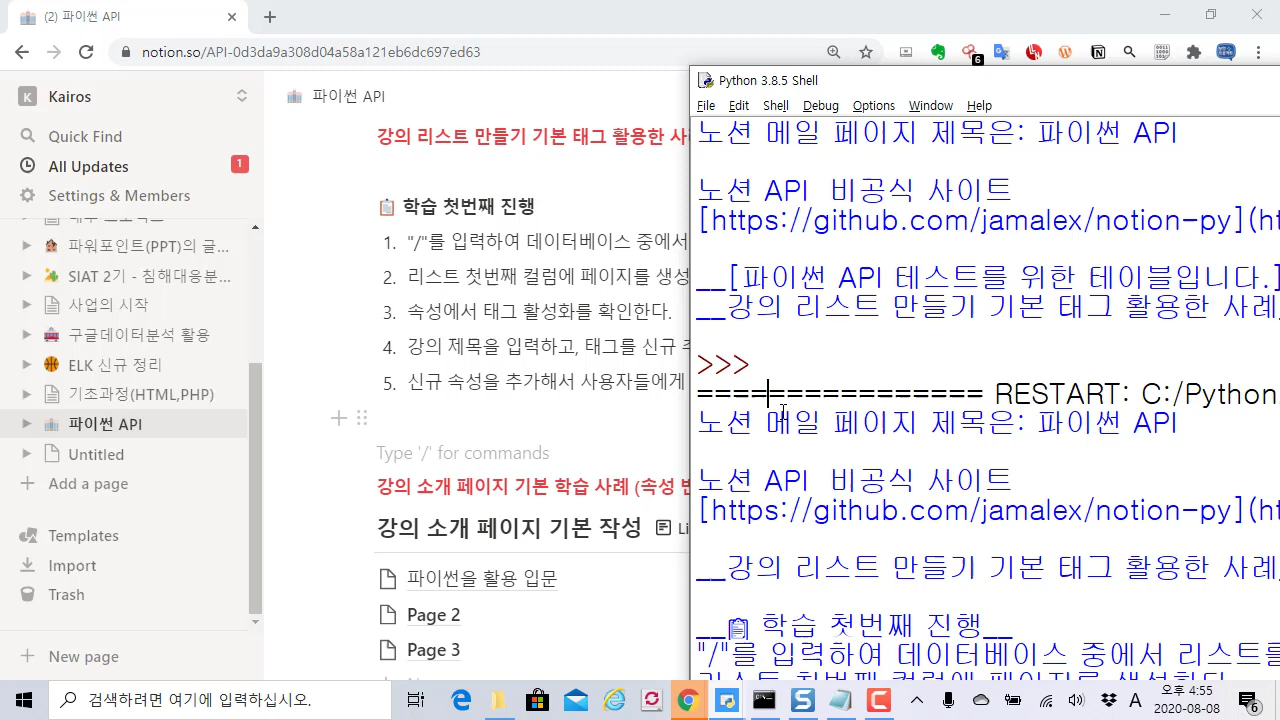 (2) 파이썬 API
notion.so/API-0d3da9a308d04a58a121eb6dc697ed63
6
K Kairos
Quick Find
All Updates 1
Settings & Members
파워포인트(PPT)의 글...
SIAT 2기 - 침해대응분...
사업의 시작
구글데이터분석 활용
ELK 신규 정리
기초과정(HTML,PHP)
파이썬 API
Untitled
Add a page
Templates
Import
Trash
New page
파이썬 API
강의 리스트 만들기 기본 태그 활용한 사
📋 학습 첫번째 진행
1. "/"를 입력하여 데이터베이스 중에서
2. 리스트 첫번째 컬럼에 페이지를 생성
3. 속성에서 태그 활성화를 확인한다.
4. 강의 제목을 입력하고, 태그를 신규
5. 신규 속성을 추가해서 사용자들에게
Type '/' for commands
강의 소개 페이지 기본 학습 사례 (속성
강의 소개 페이지 기본 작성 Li
파이썬을 활용 입문
Page 2
Page 3
Python 3.8.5 Shell
File Edit Shell Debug Options Window Help
노션 메일 페이지 제목은: 파이썬 API
노션 API 비공식 사이트
[https://github.com/jamalex/notion-py](ht
__[파이썬 API 테스트를 위한 테이블입니다.]
__강의 리스트 만들기 기본 태그 활용한 사례
>>>
================= RESTART: C:/Python
노션 메일 페이지 제목은: 파이썬 API
노션 API 비공식 사이트
[https://github.com/jamalex/notion-py](ht
__강의 리스트 만들기 기본 태그 활용한 사례
__📋 학습 첫번째 진행__
"/"를 입력하여 데이터베이스 중에서 리스트를
리스트 첫번째 컬럼에 페이지를 생성한다
검색하려면 여기에 입력하십시오.
A 오후 4:55
2020-08-08
6